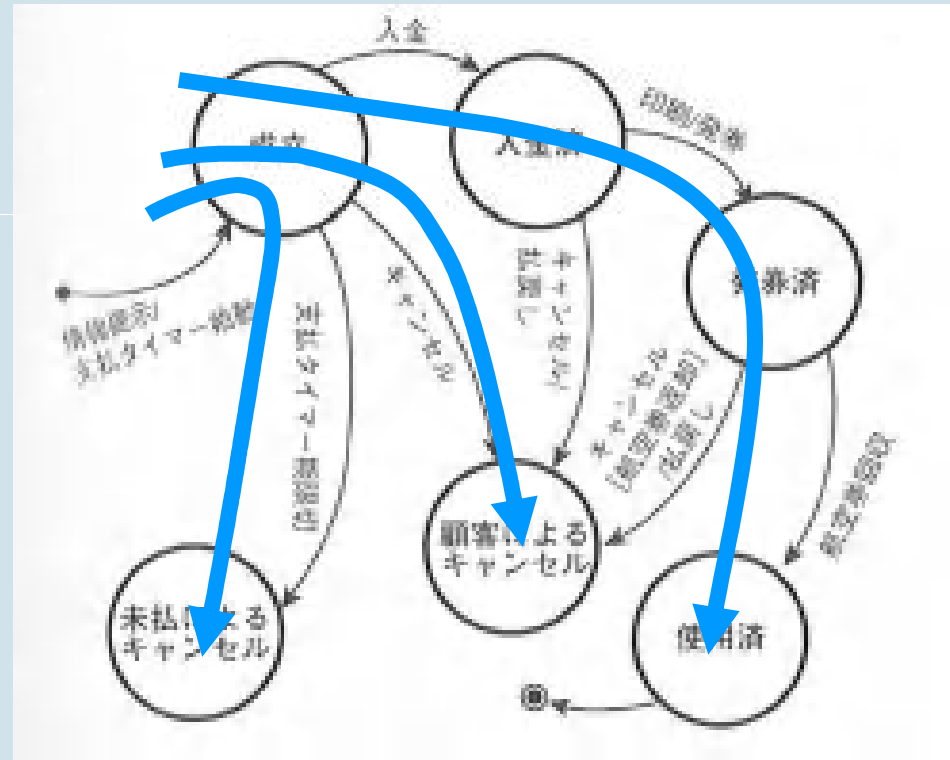 入金
印刷/発券
成立
入金済
発券済
情報提示/
支払タイマー始動
支払タイマー期限切
キャンセル
キャンセル/
払戻し
キャンセル
[航空券返却]
/払戻し
航空券回収
未払による
キャンセル
顧客による
キャンセル
使用済